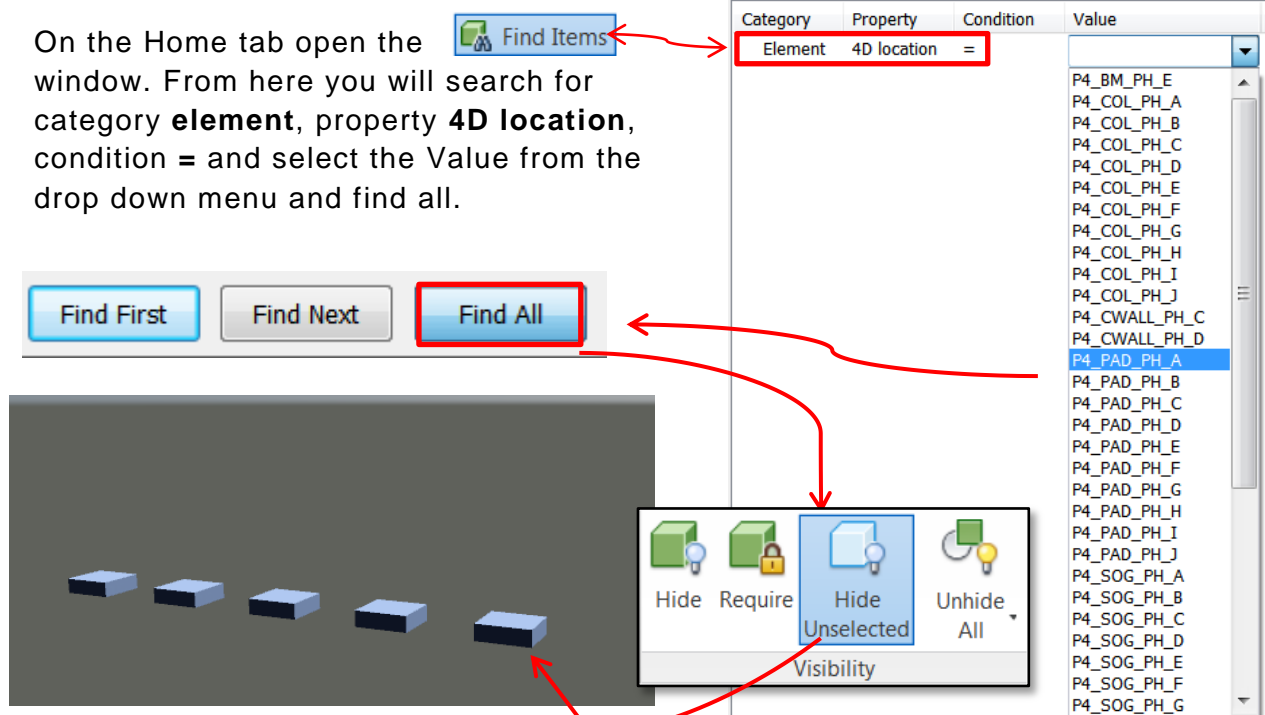 On the Home tab open the Find Items
window. From here you will search for
category element, property 4D location,
condition = and select the Value from the
drop down menu and find all.
Category Property Condition Value
Element 4D location =
P4_BM_PH_E
P4_COL_PH_A
P4_COL_PH_B
P4_COL_PH_C
P4_COL_PH_D
P4_COL_PH_E
P4_COL_PH_F
P4_COL_PH_G
P4_COL_PH_H
P4_COL_PH_I
P4_COL_PH_J
P4_CWALL_PH_C
P4_CWALL_PH_D
P4_PAD_PH_A
P4_PAD_PH_B
P4_PAD_PH_C
P4_PAD_PH_D
P4_PAD_PH_E
P4_PAD_PH_F
P4_PAD_PH_G
P4_PAD_PH_H
P4_PAD_PH_I
P4_PAD_PH_J
P4_SOG_PH_A
P4_SOG_PH_B
P4_SOG_PH_C
P4_SOG_PH_D
P4_SOG_PH_E
P4_SOG_PH_F
P4_SOG_PH_G
Find First Find Next Find All
Hide Require Hide Unhide
Unselected All
Visibility